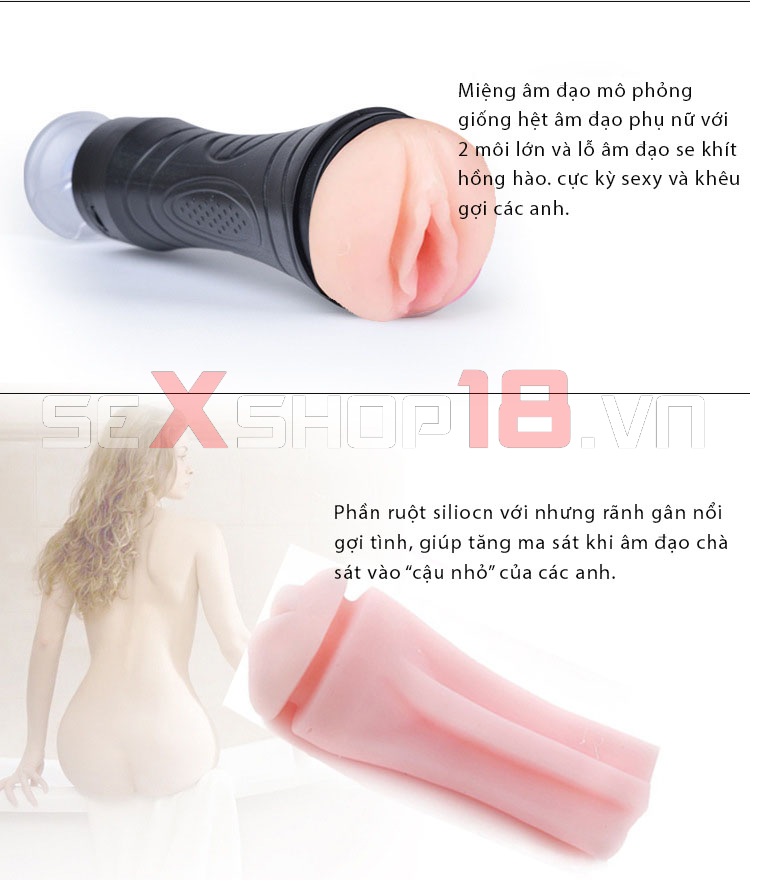 Miệng âm đạo mô phỏng
giống hệt âm đạo phụ nữ với
2 môi lớn và lỗ âm đạo se khít
hồng hào. cực kỳ sexy và khêu
gợi các anh.
seXshop18.vn
Phần ruột siliocn với nhưng rãnh gân nổi
gợi tình, giúp tăng ma sát khi âm đạo chà
sát vào “cậu nhỏ” của các anh.